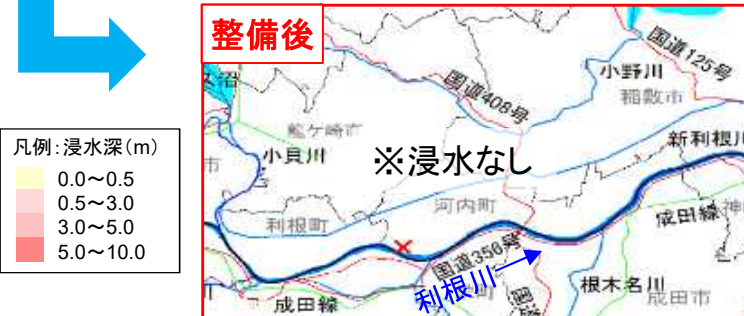 整備後
国道408号
国道125号
小野川
稲敷市
龍ケ崎市
小貝川
※浸水なし
新利根川
河内町
利根町
成田線
国道356号
利根川
根木名川
成田市
成田線
凡例:浸水深(m)
0.0～0.5
0.5～3.0
3.0～5.0
5.0～10.0